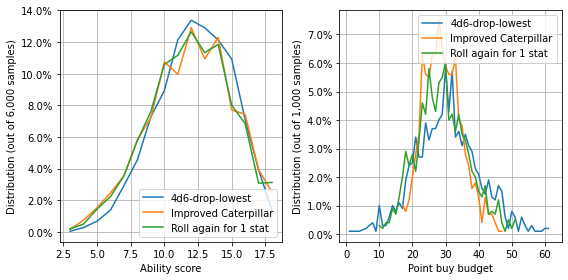 14.0%
12.0%
10.0%
8.0%
6.0%
4.0%
2.0%
0.0%
Distribution (out of 6,000 samples)
4d6-drop-lowest
Improved Caterpillar
Roll again for 1 stat
2.5 5.0 7.5 10.0 12.5 15.0 17.5
Ability score
7.0%
6.0%
5.0%
4.0%
3.0%
2.0%
1.0%
0.0%
Distribution (out of 1,000 samples)
4d6-drop-lowest
Improved Caterpillar
Roll again for 1 stat
0 10 20 30 40 50 60
Point buy budget